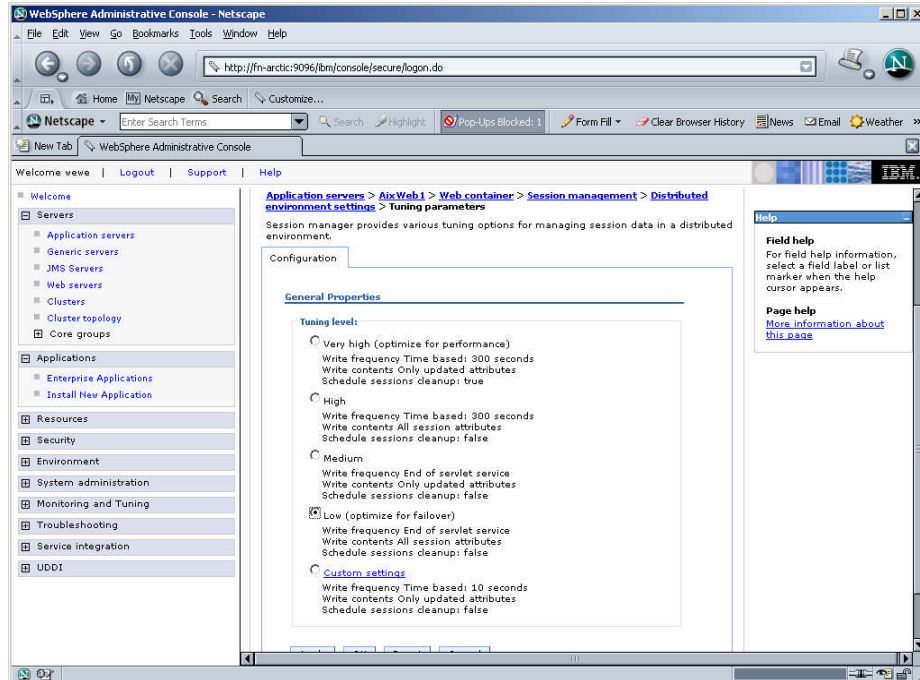 WebSphere Administrative Console - Netscape
File Edit View Go Bookmarks Tools Window Help
http://fn-arctic:9096/ibm/console/secure/logon.do
Home My Netscape Search Customize...
Netscape Enter Search Terms Search Highlight Pop-Ups Blocked: 1 Form Fill Clear Browser History News Email Weather »
New Tab WebSphere Administrative Console
Welcome vewe | Logout | Support | Help IBM.
Welcome
Servers
Application servers
Generic servers
JMS Servers
Web servers
Clusters
Cluster topology
Core groups
Applications
Enterprise Applications
Install New Application
Resources
Security
Environment
System administration
Monitoring and Tuning
Troubleshooting
Service integration
UDDI
Application servers > AixWeb1 > Web container > Session management > Distributed
environment settings > Tuning parameters
Session manager provides various tuning options for managing session data in a distributed
environment.
Configuration
General Properties
Tuning level:
Very high (optimize for performance)
Write frequency Time based: 300 seconds
Write contents Only updated attributes
Schedule sessions cleanup: true
High
Write frequency Time based: 300 seconds
Write contents All session attributes
Schedule sessions cleanup: false
Medium
Write frequency End of servlet service
Write contents Only updated attributes
Schedule sessions cleanup: false
Low (optimize for failover)
Write frequency End of servlet service
Write contents All session attributes
Schedule sessions cleanup: false
Custom settings
Write frequency Time based: 10 seconds
Write contents Only updated attributes
Schedule sessions cleanup: false
Help
Field help
For field help information,
select a field label or list
marker when the help
cursor appears.
Page help
More information about
this page